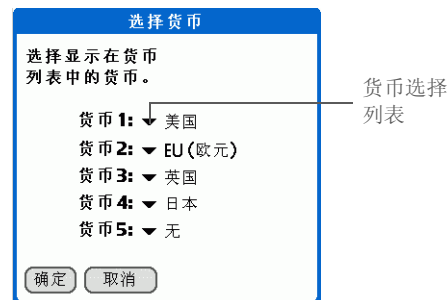 选择货币
选择显示在货币
列表中的货币。
货币1: 美国
货币2: EU(欧元)
货币3: 英国
货币4: 日本
货币5: 无
确定 取消
货币选择
列表